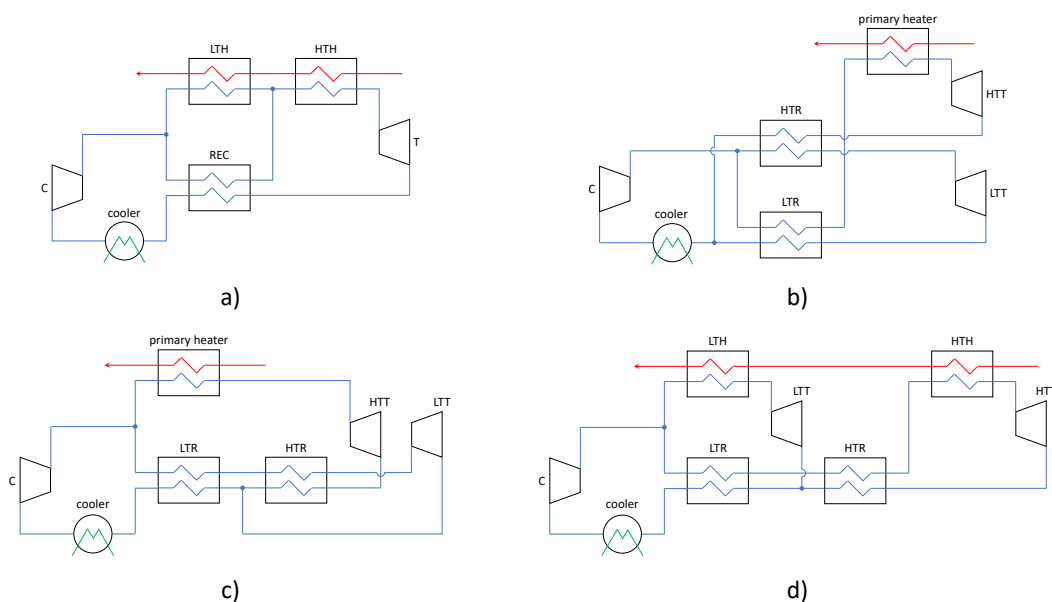 LTH HTH
REC
T
C
cooler
a)
primary heater
HTT
HTR
C
LTT
LTR
cooler
b)
primary heater
HTT LTT
LTR HTR
C
cooler
c)
LTH HTH
LTT HT
LTR HTR
C
cooler
d)